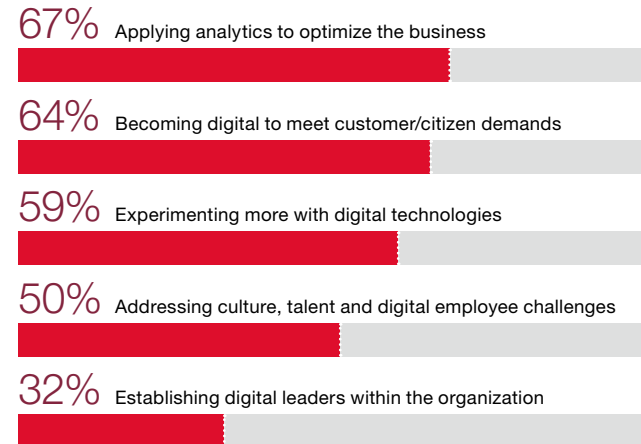 67% Applying analytics to optimize the business
64% Becoming digital to meet customer/citizen demands
59% Experimenting more with digital technologies
50% Addressing culture, talent and digital employee challenges
32% Establishing digital leaders within the organization